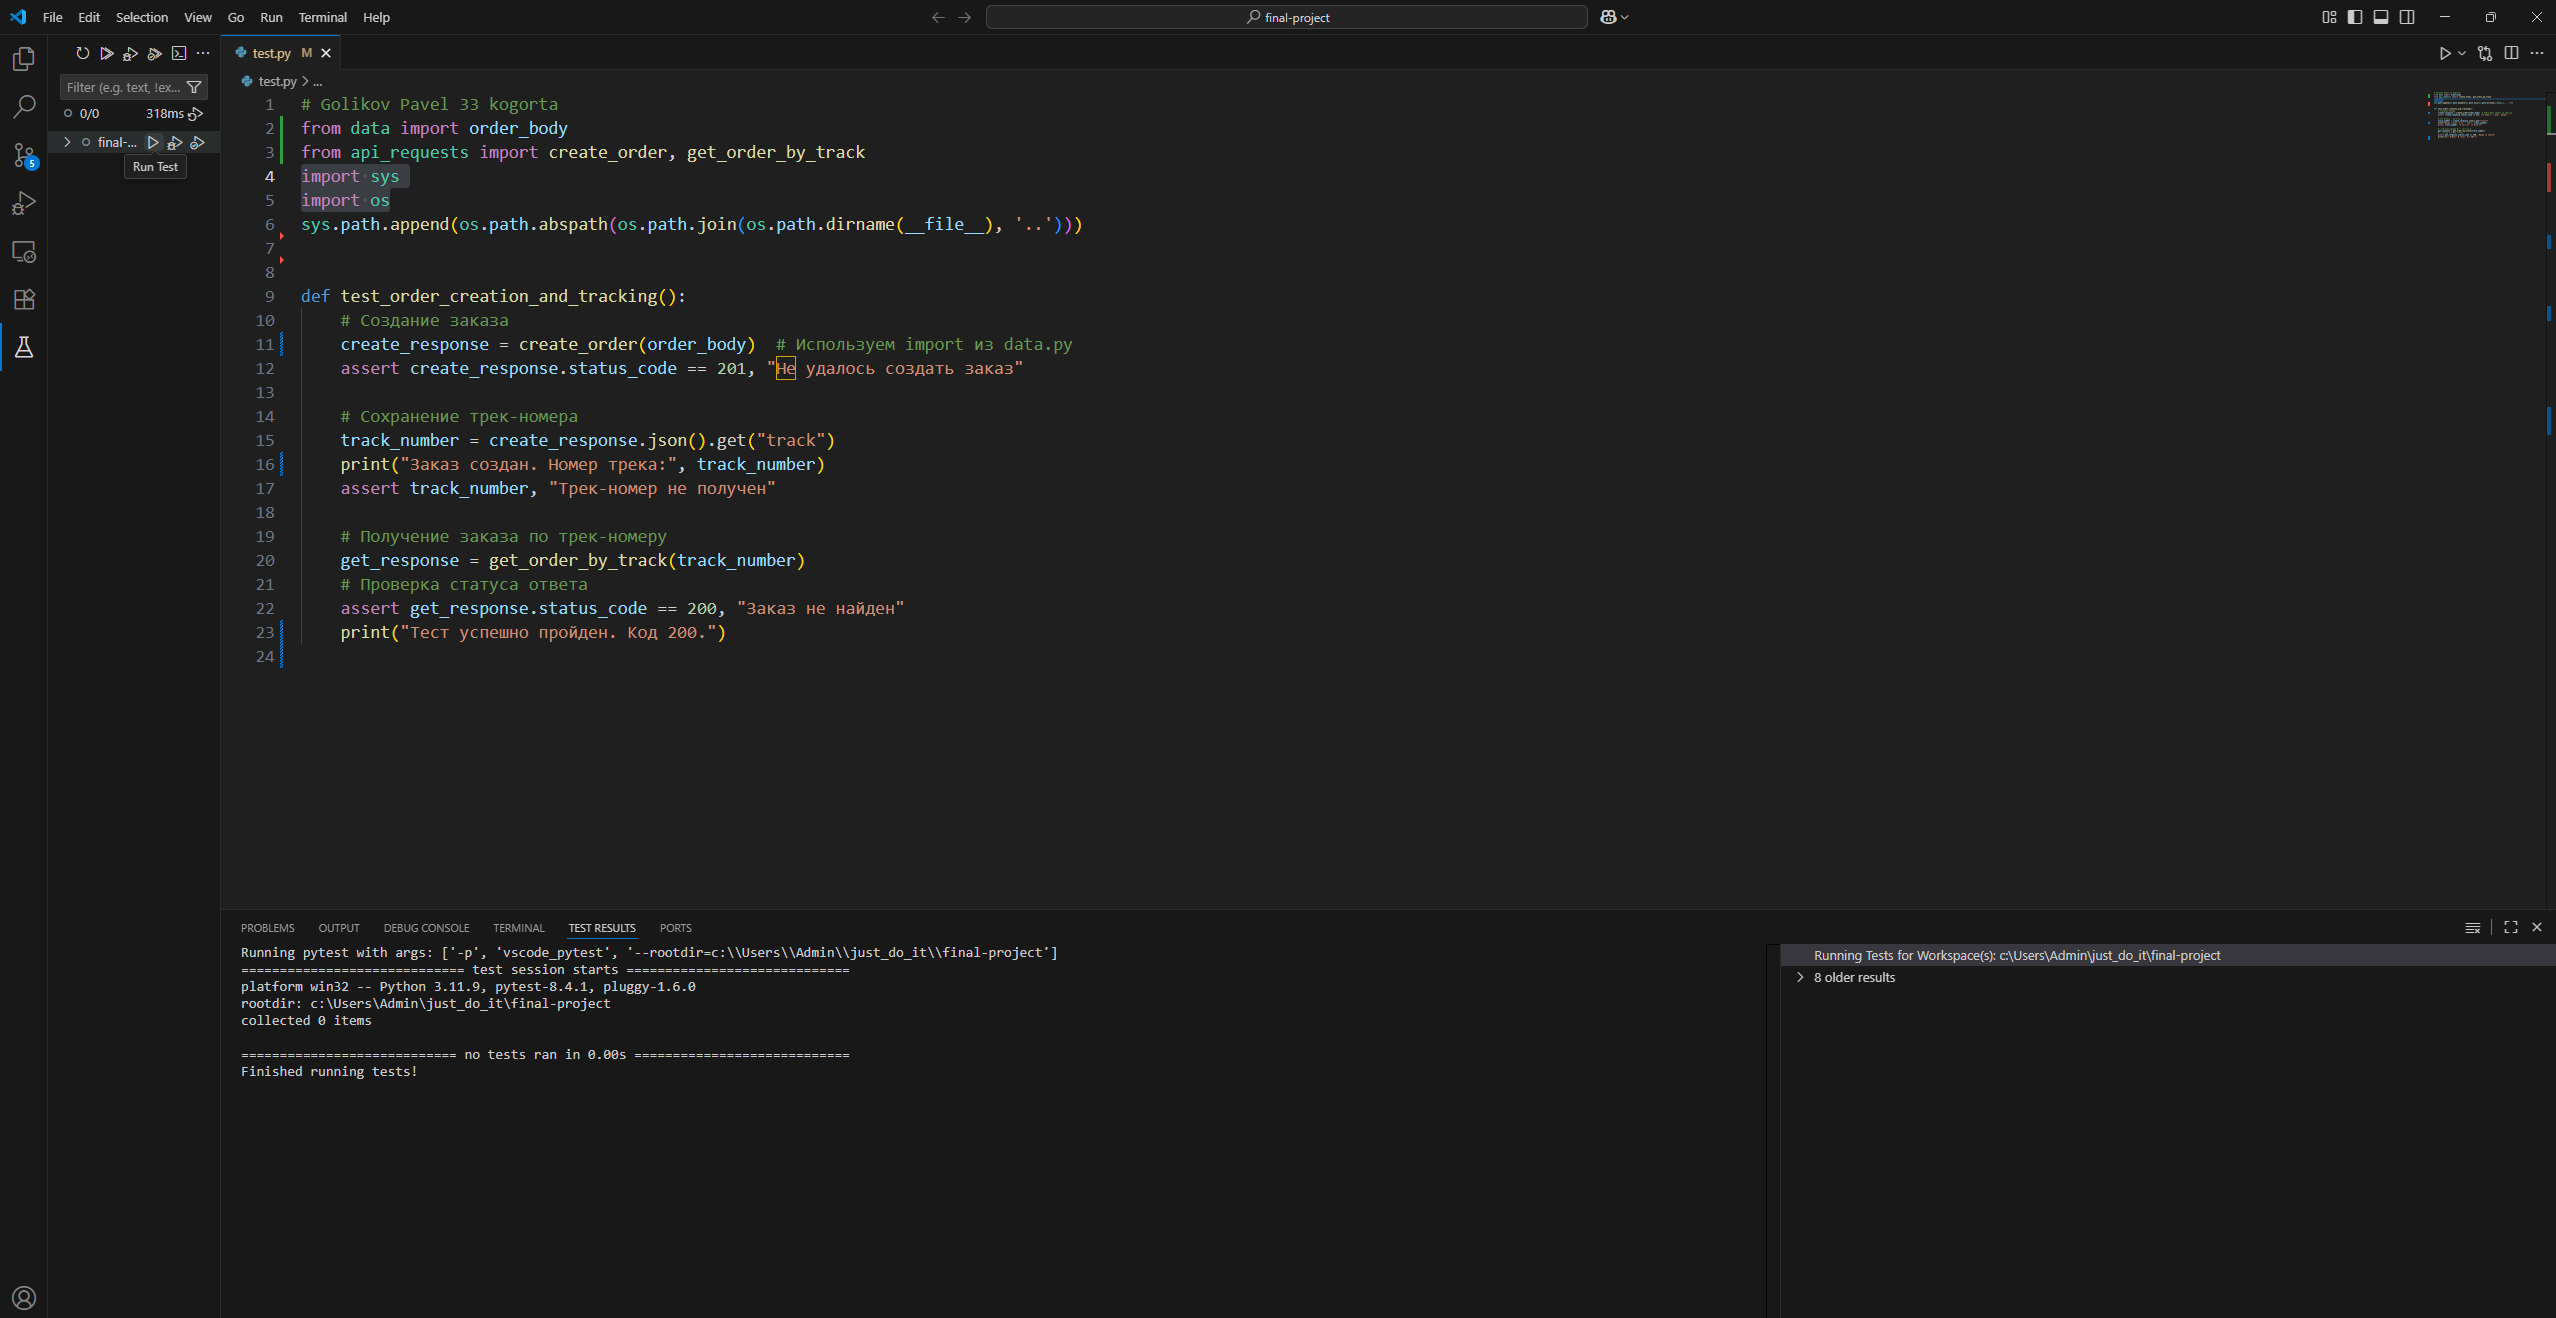 File Edit Selection View Go Run Terminal Help
final-project
test.py M
Filter (e.g. text, !ex...
0/0 318ms
final-...
Run Test
5
test.py > ...
1 # Golikov Pavel 33 kogorta
2 from data import order_body
3 from api_requests import create_order, get_order_by_track
4 import sys
5 import os
6 sys.path.append(os.path.abspath(os.path.join(os.path.dirname(__file__), '..')))
7
8
9 def test_order_creation_and_tracking():
10 # Создание заказа
11 create_response = create_order(order_body)  # Используем import из data.py
12 assert create_response.status_code == 201, "Не удалось создать заказ"
13
14 # Сохранение трек-номера
15 track_number = create_response.json().get("track")
16 print("Заказ создан. Номер трека:", track_number)
17 assert track_number, "Трек-номер не получен"
18
19 # Получение заказа по трек-номеру
20 get_response = get_order_by_track(track_number)
21 # Проверка статуса ответа
22 assert get_response.status_code == 200, "Заказ не найден"
23 print("Тест успешно пройден. Код 200.")
24
PROBLEMS OUTPUT DEBUG CONSOLE TERMINAL TEST RESULTS PORTS
Running pytest with args: ['-p', 'vscode_pytest', '--rootdir=c:\\Users\\Admin\\just_do_it\\final-project']
============================= test session starts =============================
platform win32 -- Python 3.11.9, pytest-8.4.1, pluggy-1.6.0
rootdir: c:\Users\Admin\just_do_it\final-project
collected 0 items
============================ no tests ran in 0.00s ============================
Finished running tests!
Running Tests for Workspace(s): c:\Users\Admin\just_do_it\final-project
8 older results